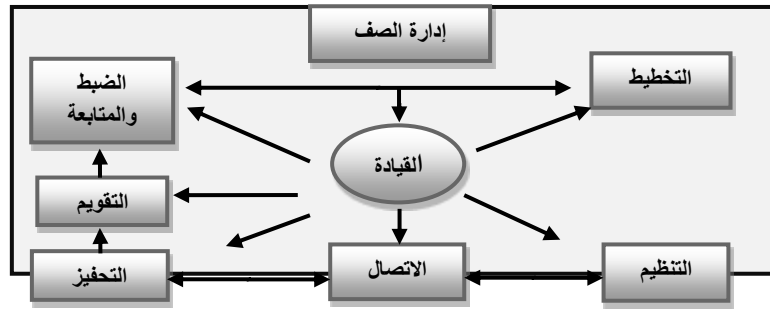 إدارة الصف
التخطيط
الضبط
والمتابعة
القيادة
التقويم
التنظيم
الاتصال
التحفيز